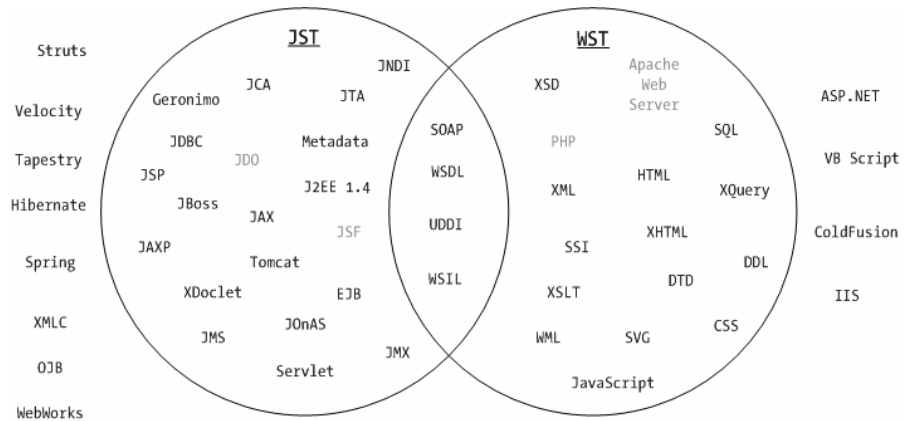 JST
WST
Struts
Velocity
Tapestry
Hibernate
Spring
XMLC
OJB
WebWorks
JNDI
JCA
Geronimo
JTA
JDBC
Metadata
JDO
JSP
J2EE 1.4
JBoss
JAX
JSF
JAXP
Tomcat
XDoclet
EJB
JOnAS
JMS
JMX
Servlet
SOAP
WSDL
UDDI
WSIL
Apache
Web
Server
XSD
SQL
PHP
HTML
XML
XQuery
XHTML
SSI
DDL
DTD
XSLT
CSS
WML
SVG
JavaScript
ASP.NET
VB Script
ColdFusion
IIS